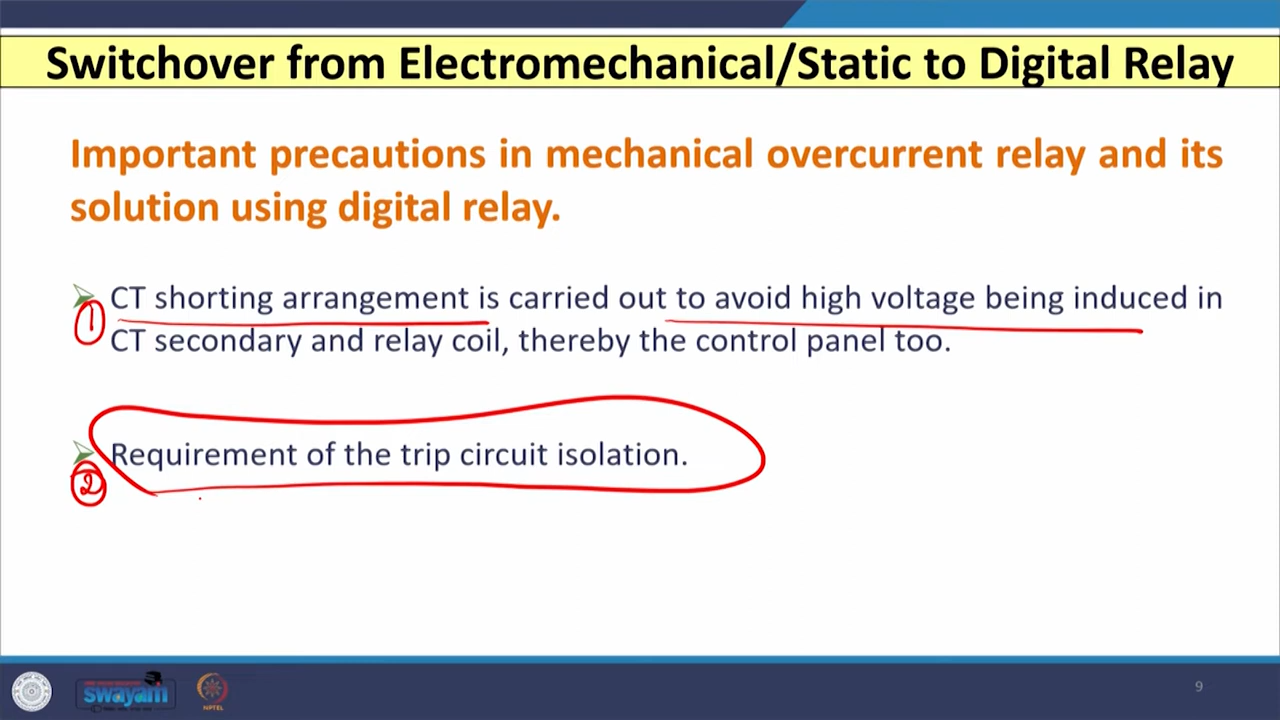 Switchover from Electromechanical/Static to Digital Relay
Important precautions in mechanical overcurrent relay and its
solution using digital relay.
CT shorting arrangement is carried out to avoid high voltage being induced in
1
CT secondary and relay coil, thereby the control panel too.
Requirement of the trip circuit isolation.
2
swayam
NPTEL
9